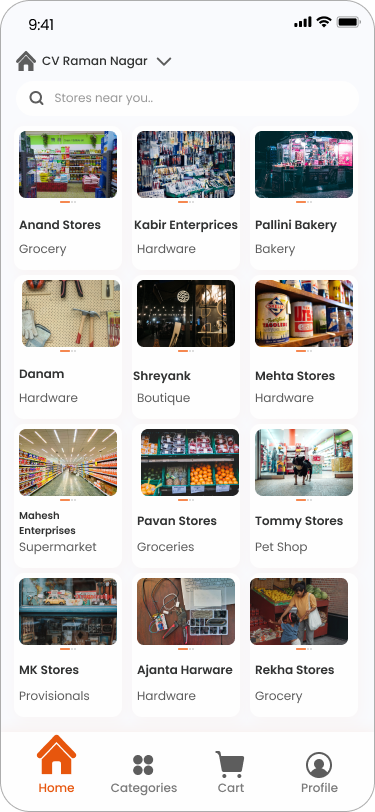 9:41
CV Raman Nagar
Stores near you..
Anand Stores
Grocery
Kabir Enterprices
Hardware
Pallini Bakery
Bakery
Danam
Hardware
Shreyank
Boutique
Mehta Stores
Hardware
Mahesh
Enterprises
Supermarket
Pavan Stores
Groceries
Tommy Stores
Pet Shop
MK Stores
Provisionals
Ajanta Harware
Hardware
Rekha Stores
Grocery
Home
Categories
Cart
Profile